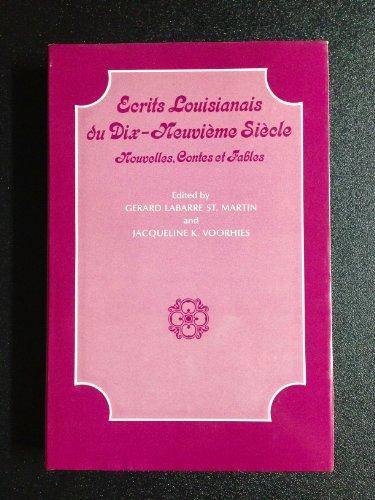 Ecrits Louisianais
du Dix-Neuvième Siècle
Nouvelles, Contes et Fables
Edited by
GERARD LABARRE ST. MARTIN
and
JACQUELINE K. VOORHIES